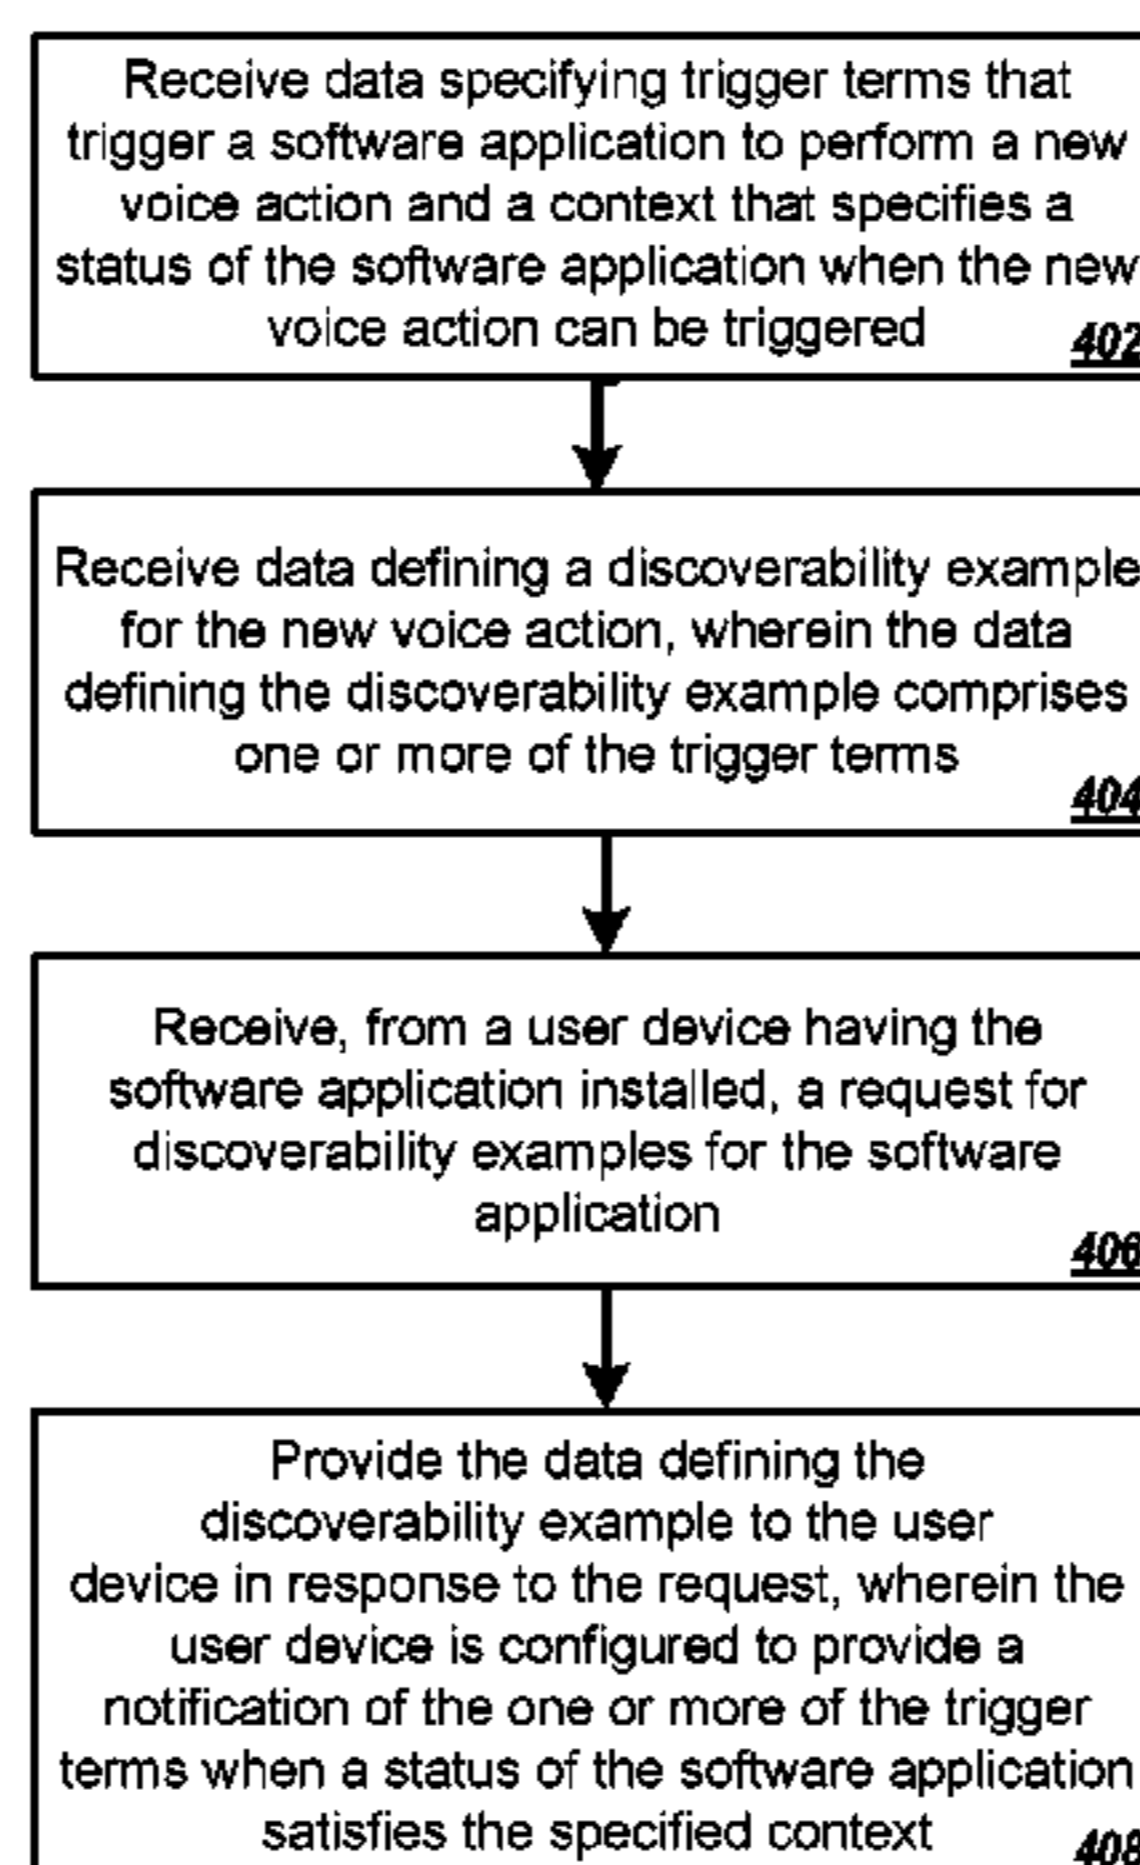 Receive data specifying trigger terms that
trigger a software application to perform a new
voice action and a context that specifies a
status of the software application when the new
voice action can be triggered
402
Receive data defining a discoverability example
for the new voice action, wherein the data
defining the discoverability example comprises
one or more of the trigger terms
404
Receive, from a user device having the
software application installed, a request for
discoverability examples for the software
application
406
Provide the data defining the
discoverability example to the user
device in response to the request, wherein the
user device is configured to provide a
notification of the one or more of the trigger
terms when a status of the software application
satisfies the specified context
408